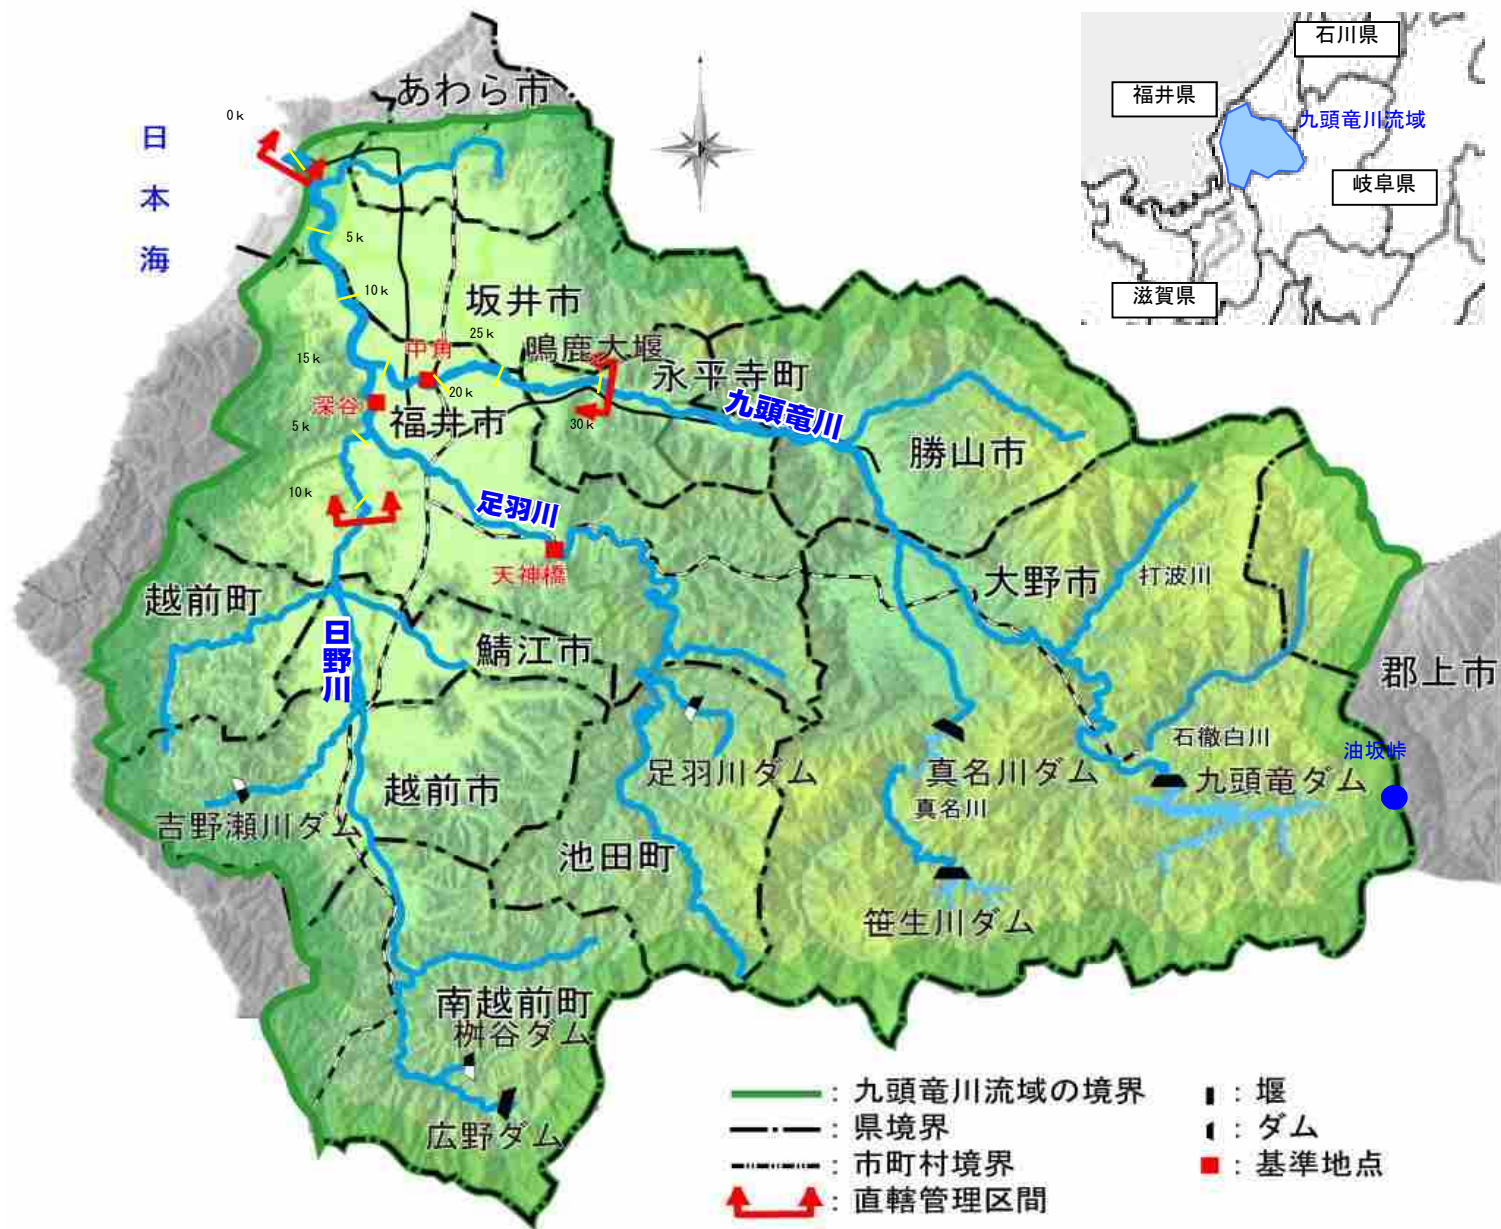 石川県
福井県
九頭竜川流域
岐阜県
滋賀県
あわら市
0k
日本海
5k
10k
坂井市
15k
中角
25k
鳴鹿大堰
永平寺町
20k
九頭竜川
深谷
福井市
30k
5k
勝山市
10k
足羽川
天神橋
大野市
打波川
越前町
日野川
鯖江市
郡上市
石徹白川
油坂峠
足羽川ダム
真名川ダム
九頭竜ダム
越前市
真名川
吉野瀬川ダム
池田町
笹生川ダム
南越前町
桝谷ダム
広野ダム
:九頭竜川流域の境界
:県境界
:市町村境界
:直轄管理区間
:堰
:ダム
:基準地点